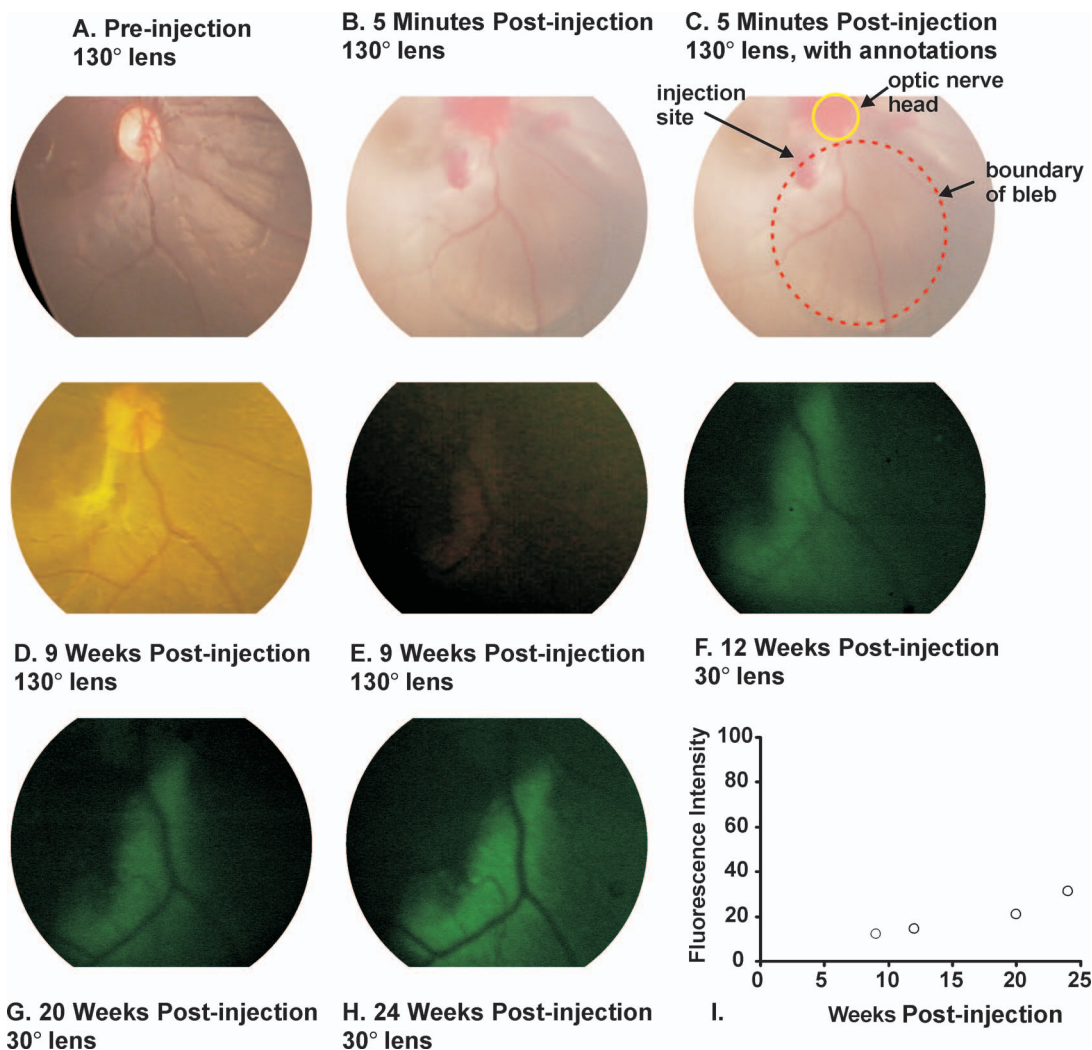 A. Pre-injection
130° lens
B. 5 Minutes Post-injection
130° lens
C. 5 Minutes Post-injection
130° lens, with annotations
injection
site
optic nerve
head
boundary
of bleb
D. 9 Weeks Post-injection
130° lens
E. 9 Weeks Post-injection
130° lens
F. 12 Weeks Post-injection
30° lens
G. 20 Weeks Post-injection
30° lens
H. 24 Weeks Post-injection
30° lens
Fluorescence Intensity
100
80
60
40
20
0
0 5 10 15 20 25
I. Weeks Post-injection